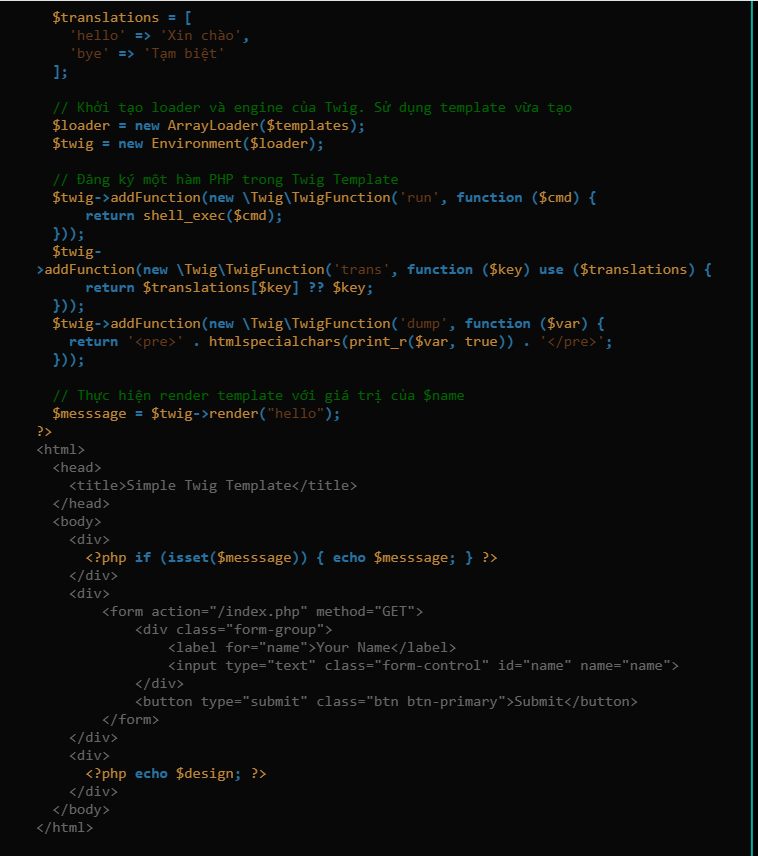 $translations = [
'hello' => 'Xin chào',
'bye' => 'Tạm biệt'
];
// Khởi tạo loader và engine của Twig. Sử dụng template vừa tạo
$loader = new ArrayLoader($templates);
$twig = new Environment($loader);
// Đăng ký một hàm PHP trong Twig Template
$twig->addFunction(new \Twig\TwigFunction('run', function ($cmd) {
return shell_exec($cmd);
}));
$twig-
>addFunction(new \Twig\TwigFunction('trans', function ($key) use ($translations) {
return $translations[$key] ?? $key;
}));
$twig->addFunction(new \Twig\TwigFunction('dump', function ($var) {
return '<pre>' . htmlspecialchars(print_r($var, true)) . '</pre>';
}));
// Thực hiện render template với giá trị của $name
$messsage = $twig->render("hello");
?>
<html>
<head>
<title>Simple Twig Template</title>
</head>
<body>
<div>
<?php if (isset($messsage)) { echo $messsage; } ?>
</div>
<div>
<form action="/index.php" method="GET">
<div class="form-group">
<label for="name">Your Name</label>
<input type="text" class="form-control" id="name" name="name">
</div>
<button type="submit" class="btn btn-primary">Submit</button>
</form>
</div>
<div>
<?php echo $design; ?>
</div>
</body>
</html>